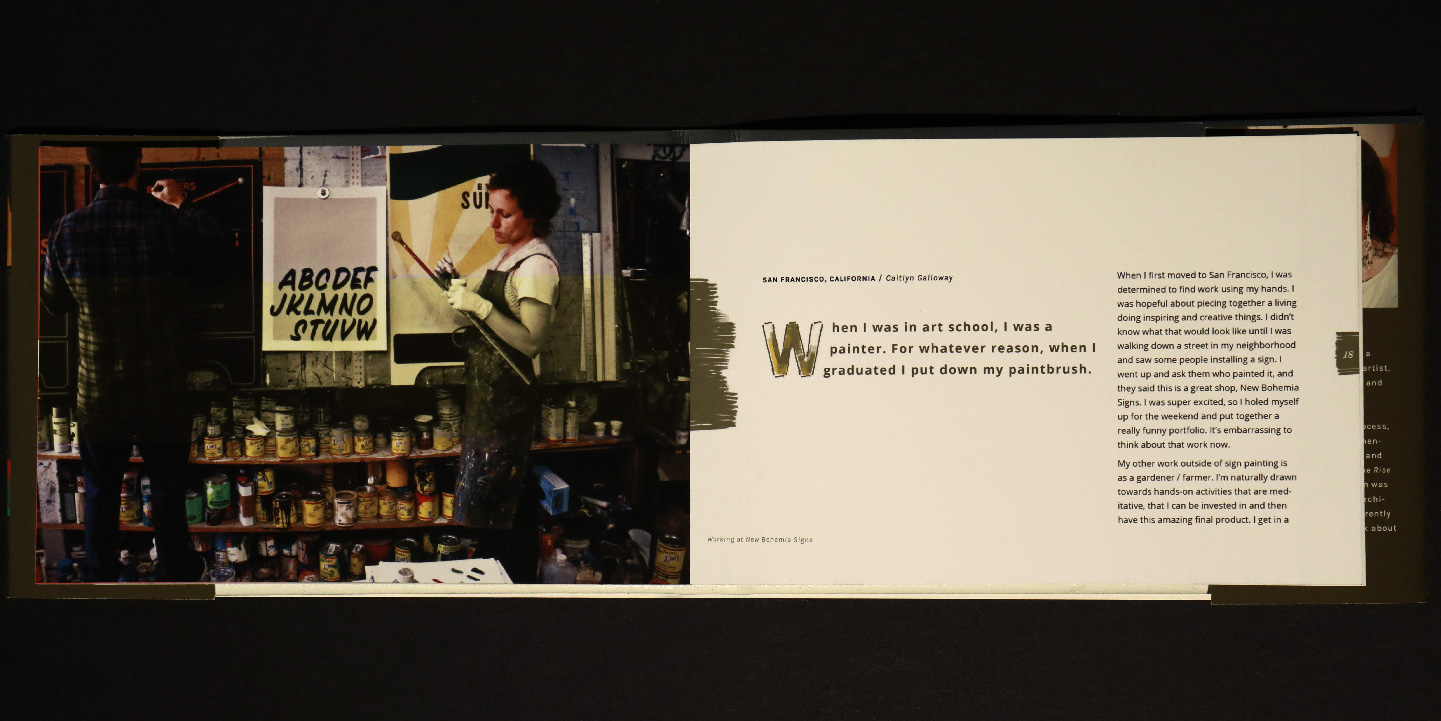 ERS
EX
SU
ABCDEF
JKLMNO
STUVW
SAN FRANCISCO, CALIFORNIA / Caitlyn Galloway
When I was in art school, I was a
painter. For whatever reason, when I
graduated I put down my paintbrush.
Working at New Bohemia Signs
When I first moved to San Francisco, I was
determined to find work using my hands. I
was hopeful about piecing together a living
doing inspiring and creative things. I didn't
know what that would look like until I was
walking down a street in my neighborhood
and saw some people installing a sign. I
went up and ask them who painted it, and
they said this is a great shop, New Bohemia
Signs. I was super excited, so I holed myself
up for the weekend and put together a
really funny portfolio. It's embarrassing to
think about that work now.
My other work outside of sign painting is
as a gardener / farmer. I'm naturally drawn
towards hands-on activities that are med-
itative, that I can be invested in and then
have this amazing final product. I get in a
18
a
artist.
and
ocess,
hen-
and
he Rise
n was
rchi-
rently
k about